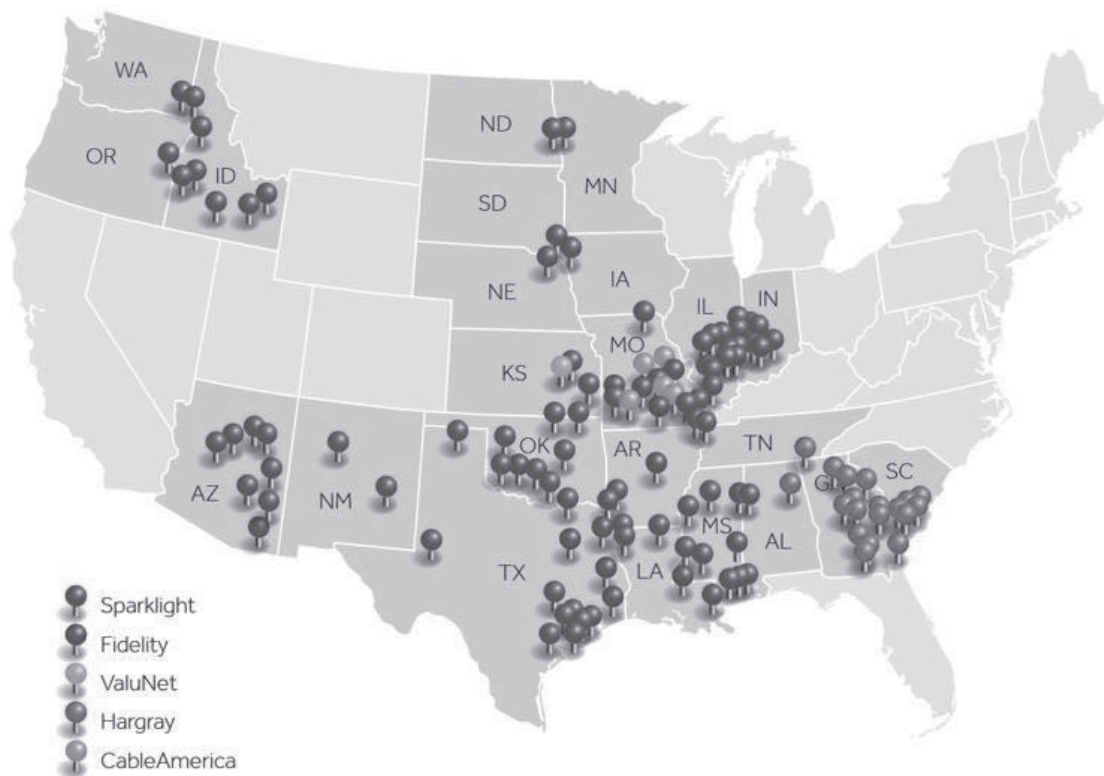 WA
ND
MN
OR
ID
SD
IA
NE
IL
IN
MO
KS
TN
OK
AR
SC
AZ
NM
MS
AL
TX
LA
Sparklight
Fidelity
ValuNet
Hargray
CableAmerica